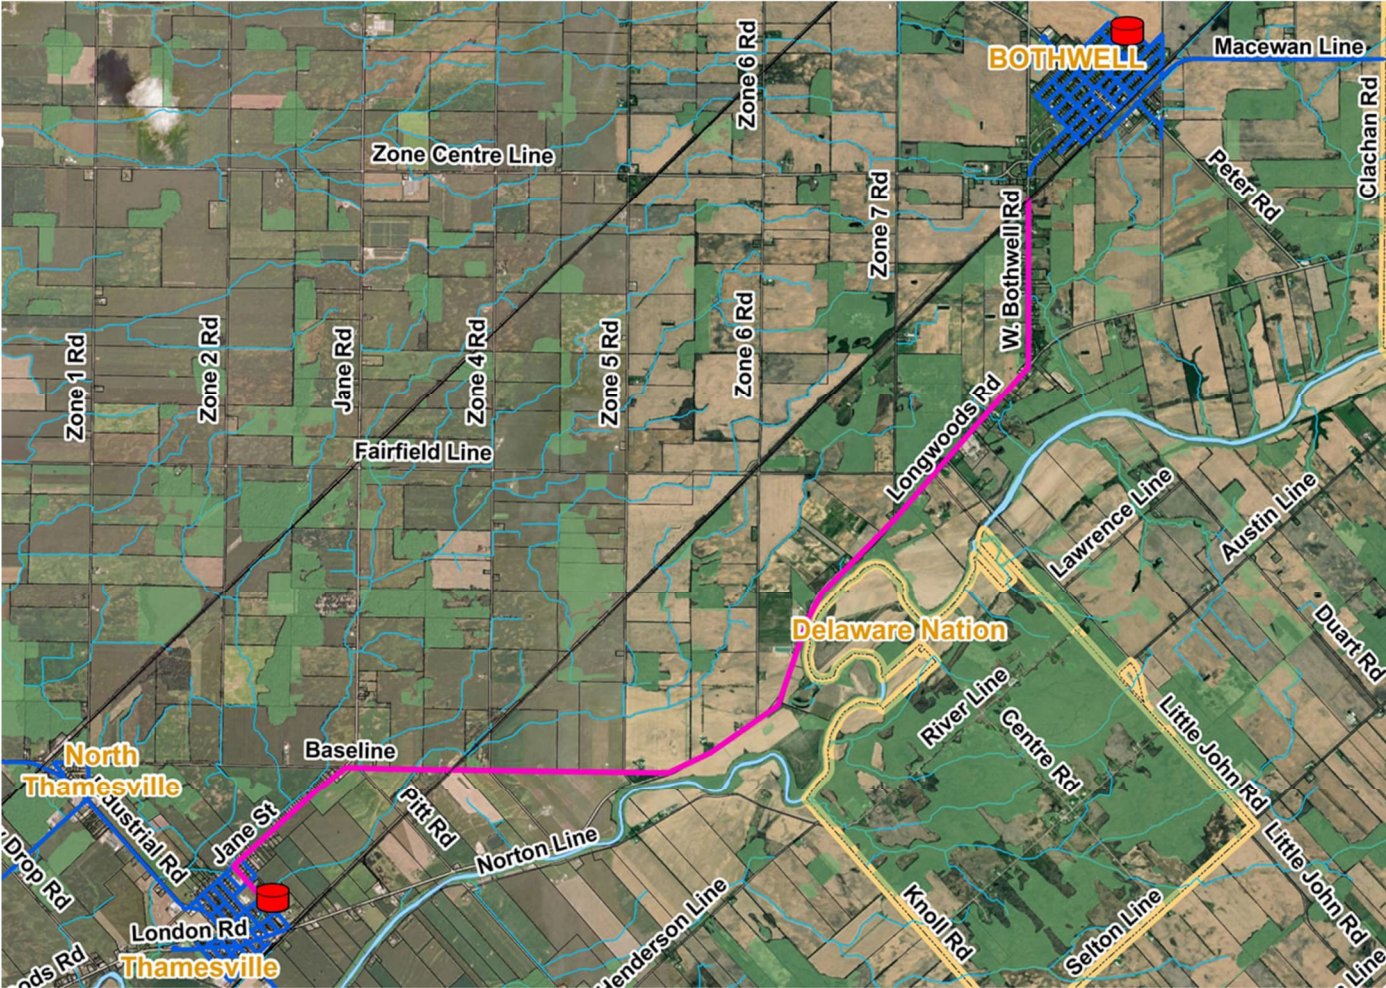 Zone 6 Rd
BOTHWELL
Macewan Line
Clachan Rd
Zone Centre Line
Peter Rd
Zone 7 Rd
W. Bothwell Rd
Zone 1 Rd
Zone 2 Rd
Jane Rd
Zone 4 Rd
Zone 5 Rd
Zone 6 Rd
Longwoods Rd
Fairfield Line
Lawrence Line
Austin Line
Duart Rd
Delaware Nation
River Line
Centre Rd
Little John Rd
North
Thamesville
Baseline
Jane St
ustrial Rd
Pitt Rd
Norton Line
Drop Rd
Little John Rd
Henderson Line
Knoll Rd
Selton Line
London Rd
Thamesville
ods Rd
Line